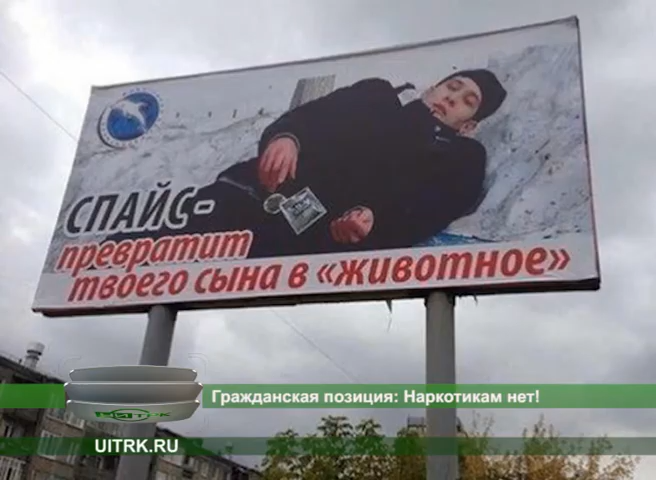 СПАЙС-
превратит
твоего сына в «животное»
Гражданская позиция: Наркотикам нет!
UITRK.RU